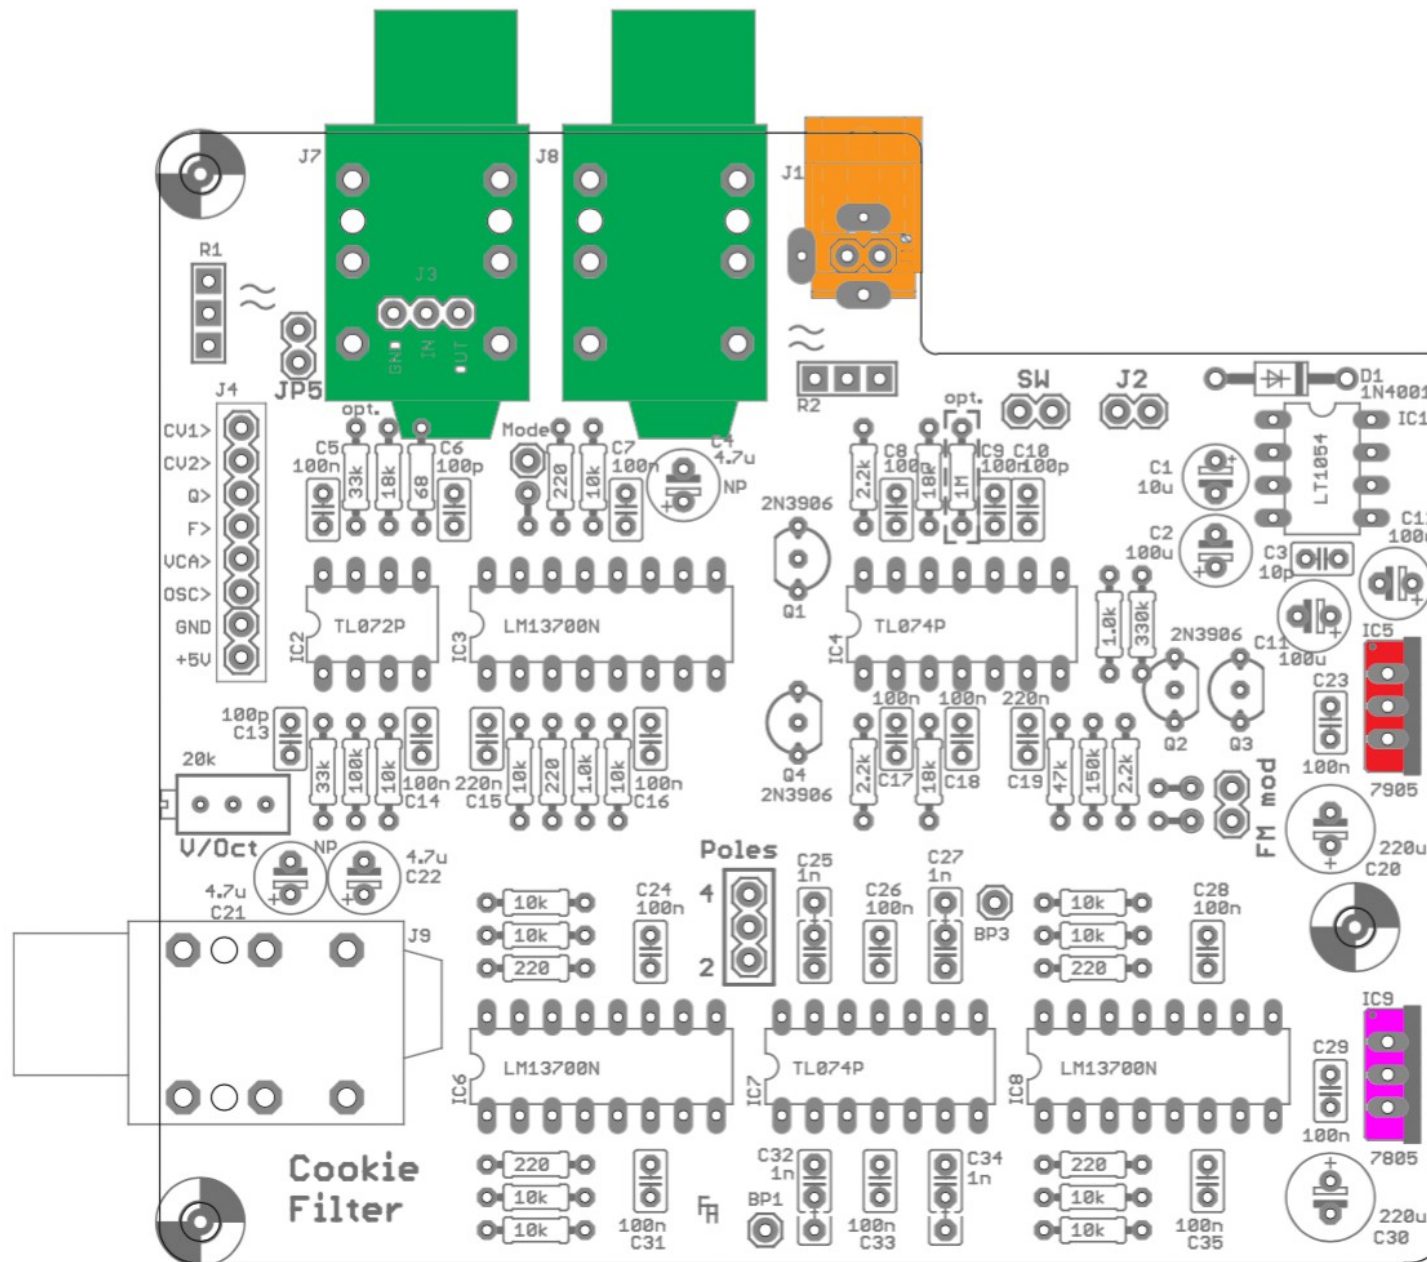 J7
J8
J1
R1
J3
GND
IN
JP5
J4
R2
SW
J2
D1
1N4001
IC1
LT1054
CV1>
CV2>
Q>
F>
VCA>
OSC>
GND
+5V
opt.
C5
100n
33k
18k
68
C6
100p
Mode
220
10k
C7
100n
C4
4.7u
NP
2N3906
Q1
2.2k
C8
100p
18k
opt.
1M
C9
100n
C10
100p
C1
10u
C2
100u
C3
10p
C11
100u
IC2
TL072P
IC3
LM13700N
IC4
TL074P
1.0k
330k
2N3906
Q2
Q3
IC5
7905
C23
100n
100p
C13
33k
100k
10k
100n
C14
220n
C15
10k
220
1.0k
10k
100n
C16
Q4
2N3906
2.2k
100n
C17
18k
100n
C18
220n
C19
47k
150k
2.2k
FM mod
220u
C20
20k
V/Oct
NP
4.7u
C21
4.7u
C22
J9
10k
10k
220
C24
100n
Poles
4
2
C25
1n
C26
100n
C27
1n
BP3
10k
10k
220
C28
100n
IC6
LM13700N
IC7
TL074P
IC8
LM13700N
IC9
7805
C29
100n
Cookie
Filter
220
10k
10k
100n
C31
FA
BP1
C32
1n
100n
C33
C34
1n
220
10k
10k
100n
C35
220u
C30